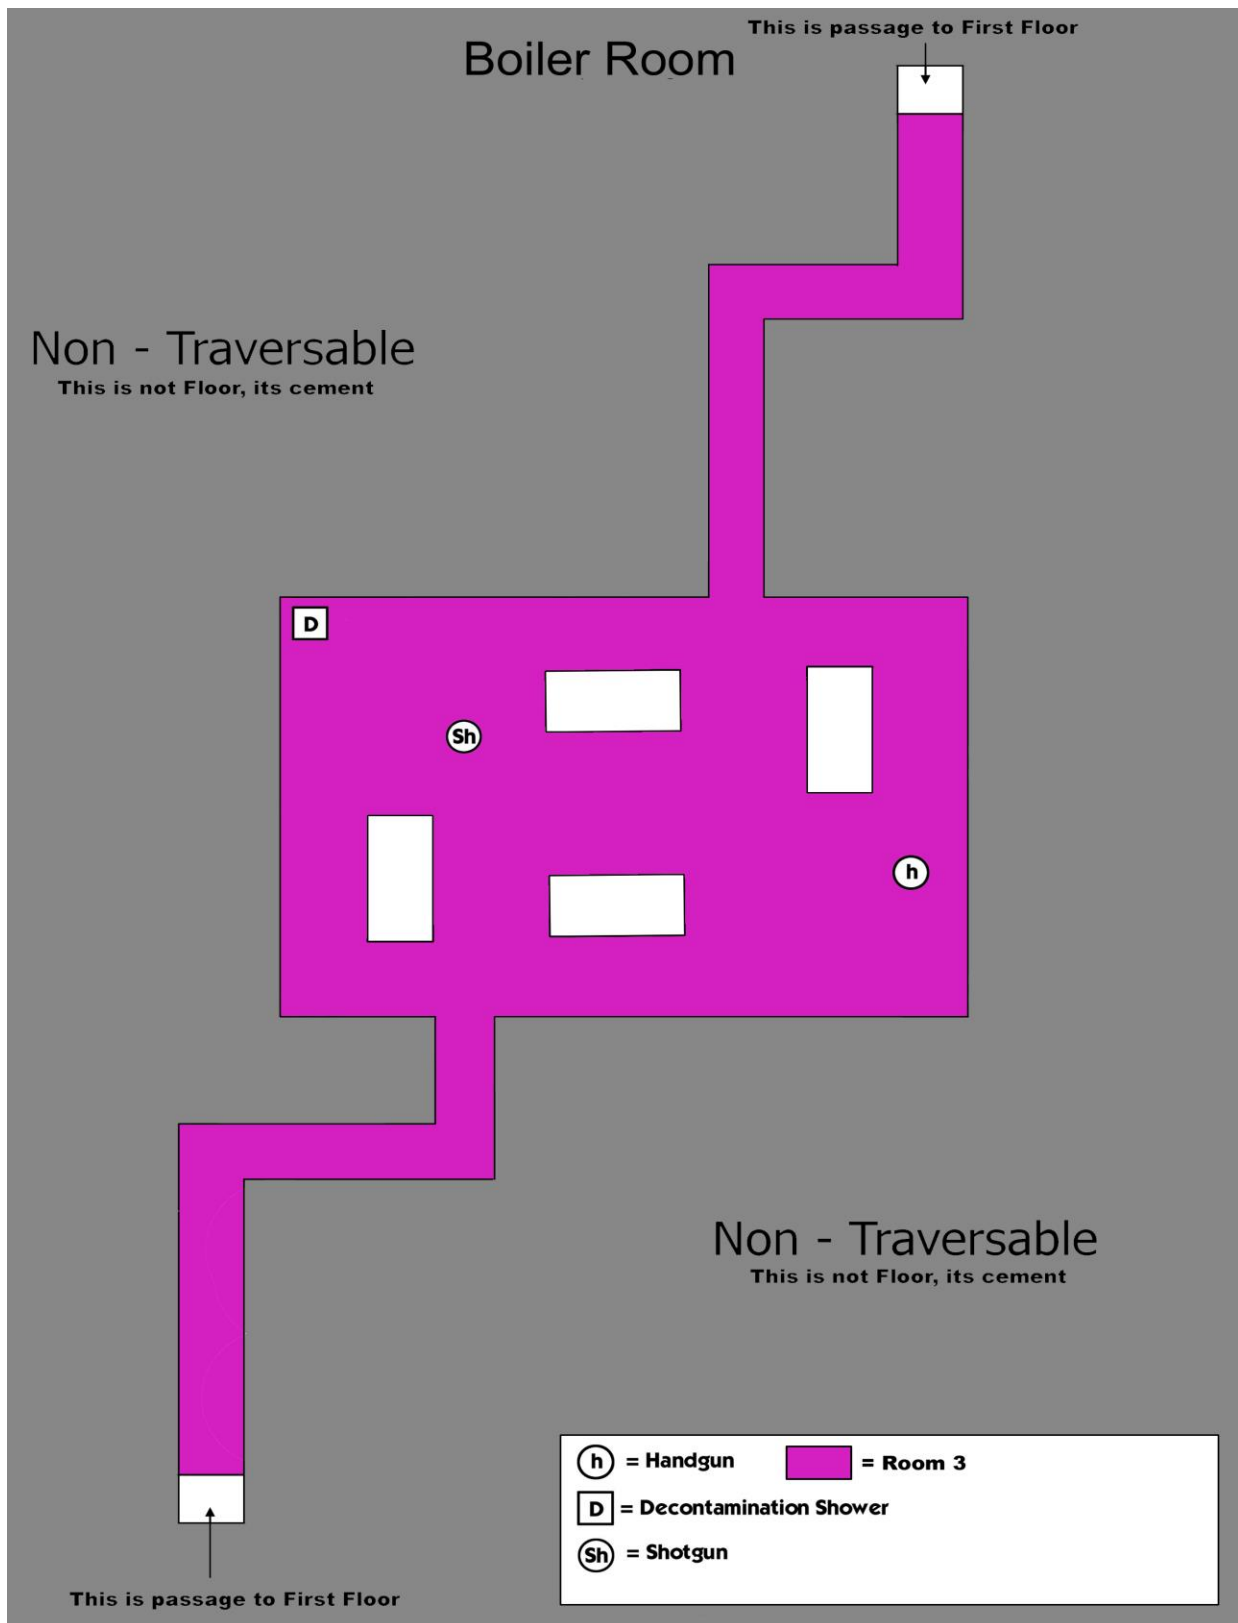 This is passage to First Floor
Boiler Room
Non - Traversable
This is not Floor, its cement
D
Sh
h
Non - Traversable
This is not Floor, its cement
h = Handgun
= Room 3
D = Decontamination Shower
Sh = Shotgun
This is passage to First Floor